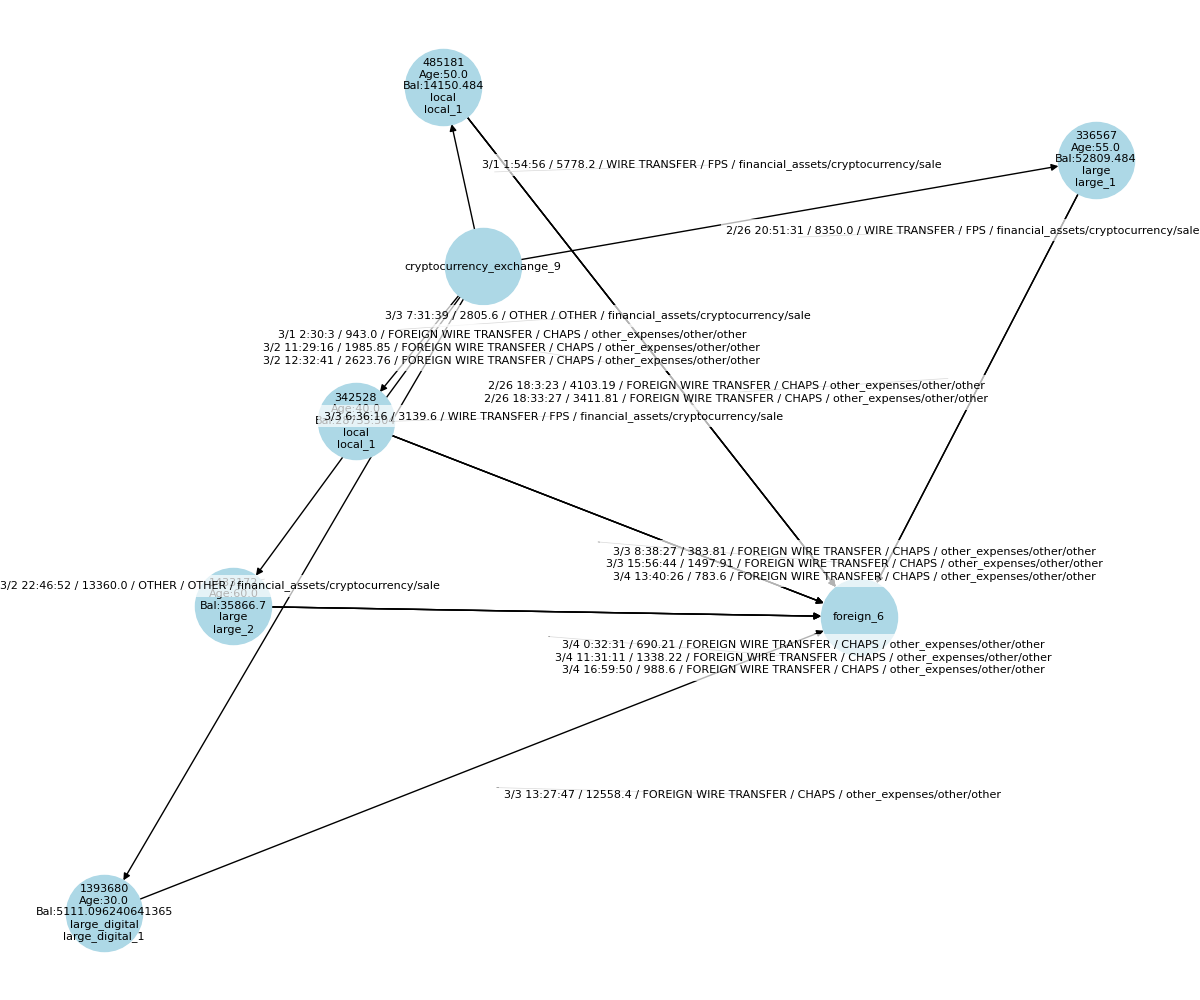 485181
Age:50.0
Bal:14150.484
local
local_1
336567
Age:55.0
Bal:52809.484
large
large_1
3/1 1:54:56 / 5778.2 / WIRE TRANSFER / FPS / financial_assets/cryptocurrency/sale
2/26 20:51:31 / 8350.0 / WIRE TRANSFER / FPS / financial_assets/cryptocurrency/sale
cryptocurrency_exchange_9
3/3 7:31:39 / 2805.6 / OTHER / OTHER / financial_assets/cryptocurrency/sale
3/1 2:30:3 / 943.0 / FOREIGN WIRE TRANSFER / CHAPS / other_expenses/other/other
3/2 11:29:16 / 1985.85 / FOREIGN WIRE TRANSFER / CHAPS / other_expenses/other/other
3/2 12:32:41 / 2623.76 / FOREIGN WIRE TRANSFER / CHAPS / other_expenses/other/other
2/26 18:3:23 / 4103.19 / FOREIGN WIRE TRANSFER / CHAPS / other_expenses/other/other
2/26 18:33:27 / 3411.81 / FOREIGN WIRE TRANSFER / CHAPS / other_expenses/other/other
342528
Age:40.0
3/3 6:36:16 / 3139.6 / WIRE TRANSFER / FPS / financial_assets/cryptocurrency/sale
local
local_1
3/3 8:38:27 / 383.81 / FOREIGN WIRE TRANSFER / CHAPS / other_expenses/other/other
3/3 15:56:44 / 1497.91 / FOREIGN WIRE TRANSFER / CHAPS / other_expenses/other/other
3/4 13:40:26 / 783.6 / FOREIGN WIRE TRANSFER / CHAPS / other_expenses/other/other
3/2 22:46:52 / 13360.0 / OTHER / OTHER / financial_assets/cryptocurrency/sale
Age:60.0
Bal:35866.7
large
large_2
foreign_6
3/4 0:32:31 / 690.21 / FOREIGN WIRE TRANSFER / CHAPS / other_expenses/other/other
3/4 11:31:11 / 1338.22 / FOREIGN WIRE TRANSFER / CHAPS / other_expenses/other/other
3/4 16:59:50 / 988.6 / FOREIGN WIRE TRANSFER / CHAPS / other_expenses/other/other
3/3 13:27:47 / 12558.4 / FOREIGN WIRE TRANSFER / CHAPS / other_expenses/other/other
1393680
Age:30.0
Bal:5111.096240641365
large_digital
large_digital_1